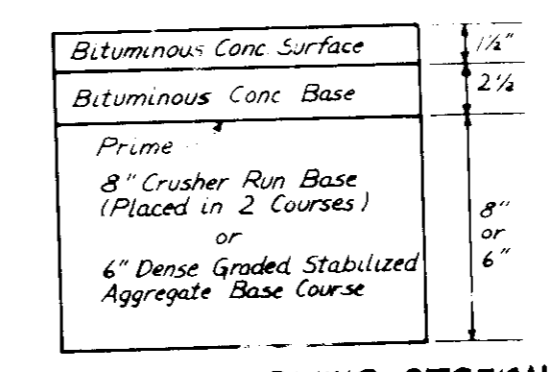 Bituminous Conc. Surface
1½"
Bituminous Conc Base
2½
Prime
8" Crusher Run Base
(Placed in 2 Courses)
or
6" Dense Graded Stabilized
Aggregate Base Course
8"
or
6"